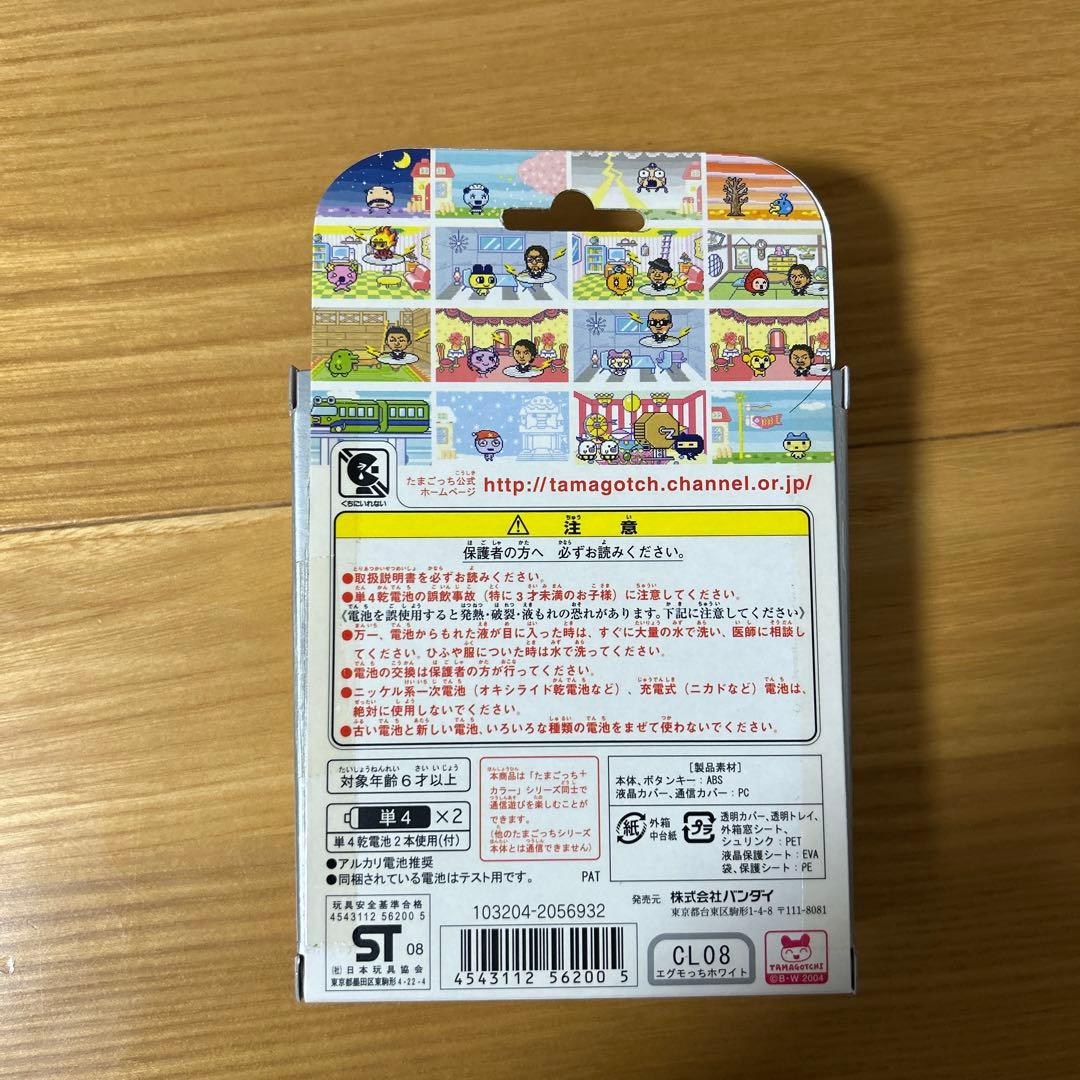 くちにいれない
たまごっち公式
ホームページ
http://tamagotch.channel.or.jp/
注意
保護者の方へ 必ずお読みください。
●取扱説明書を必ずお読みください。
●単4乾電池の誤飲事故（特に3才未満のお子様）に注意してください。
《電池を誤使用すると発熱・破裂・液もれの恐れがあります。下記に注意してください》
●万一、電池からもれた液が目に入った時は、すぐに大量の水で洗い、医師に相談し
てください。ひふや服についた時は水で洗ってください。
●電池の交換は保護者の方が行ってください。
●ニッケル系一次電池（オキシライド乾電池など）、充電式（ニカドなど）電池は、
絶対に使用しないでください。
●古い電池と新しい電池、いろいろな種類の電池をまぜて使わないでください。
対象年齢6才以上
単4 ×2
単4乾電池2本使用(付)
●アルカリ電池推奨
●同梱されている電池はテスト用です。
本商品は「たまごっち+
カラー」シリーズ同士で
通信遊びを楽しむことが
できます。
(他のたまごっちシリーズ
本体とは通信できません)
PAT
［製品素材］
本体、ボタンキー：ABS
液晶カバー、通信カバー：PC
紙
外箱
中台紙
プラ
透明カバー、透明トレイ、
外箱窓シート、
シュリンク：PET
液晶保護シート：EVA
袋、保護シート：PE
発売元 株式会社バンダイ
東京都台東区駒形1-4-8 〒111-8081
玩具安全基準合格
4543112 56200 5
ST 08
(社)日本玩具協会
東京都墨田区東駒形4-22-4
103204-2056932
4543112 562005
CL08
エグモっちホワイト
TAMAGOTCHI
©B・W 2004